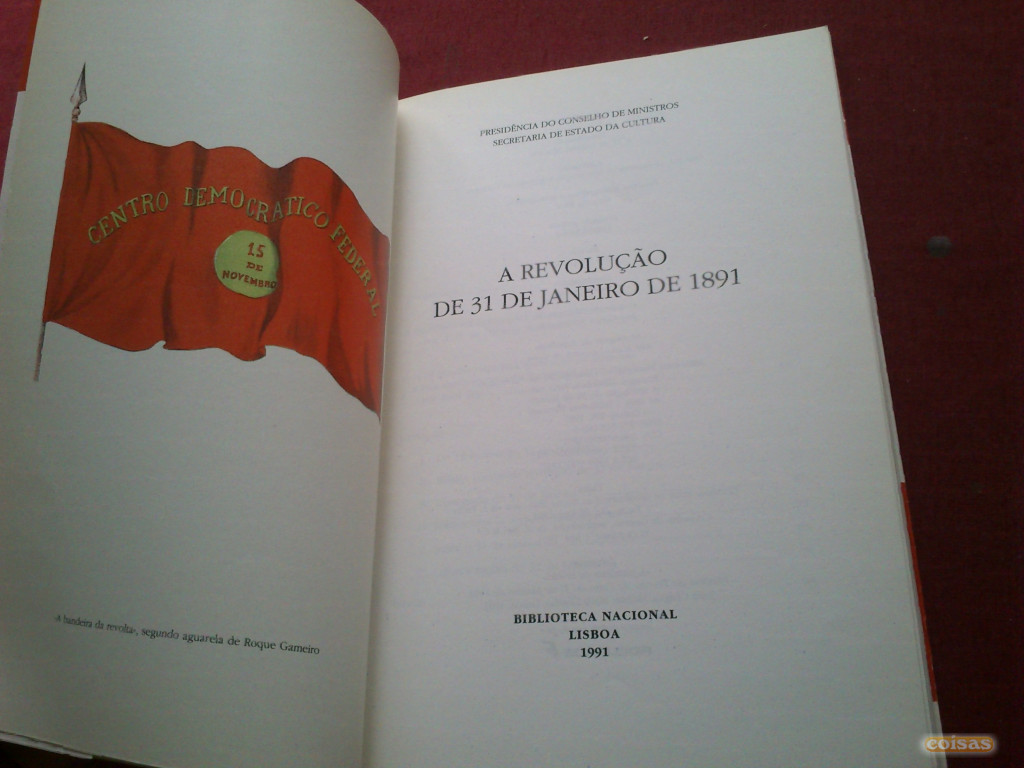 CENTRO DEMOCRATICO FEDERAL
15
DE
NOVEMBRO
«A bandeira da revolta», segundo aguarela de Roque Gameiro
PRESIDÊNCIA DO CONSELHO DE MINISTROS
SECRETARIA DE ESTADO DA CULTURA
A REVOLUÇÃO
DE 31 DE JANEIRO DE 1891
BIBLIOTECA NACIONAL
LISBOA
1991
coisas